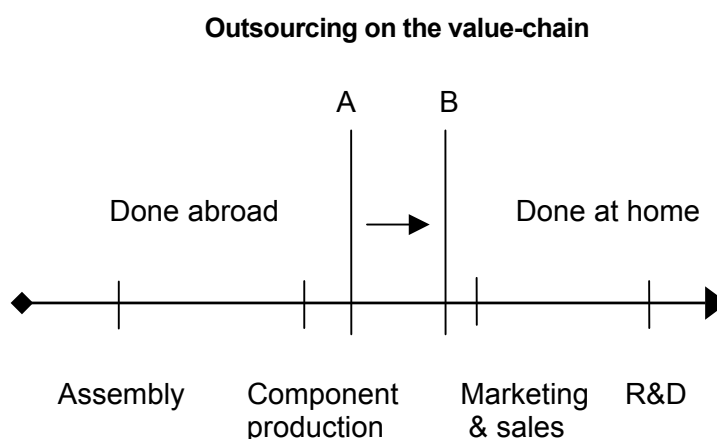 Outsourcing on the value-chain
A B
Done abroad Done at home
Assembly Component Marketing R&D
production & sales